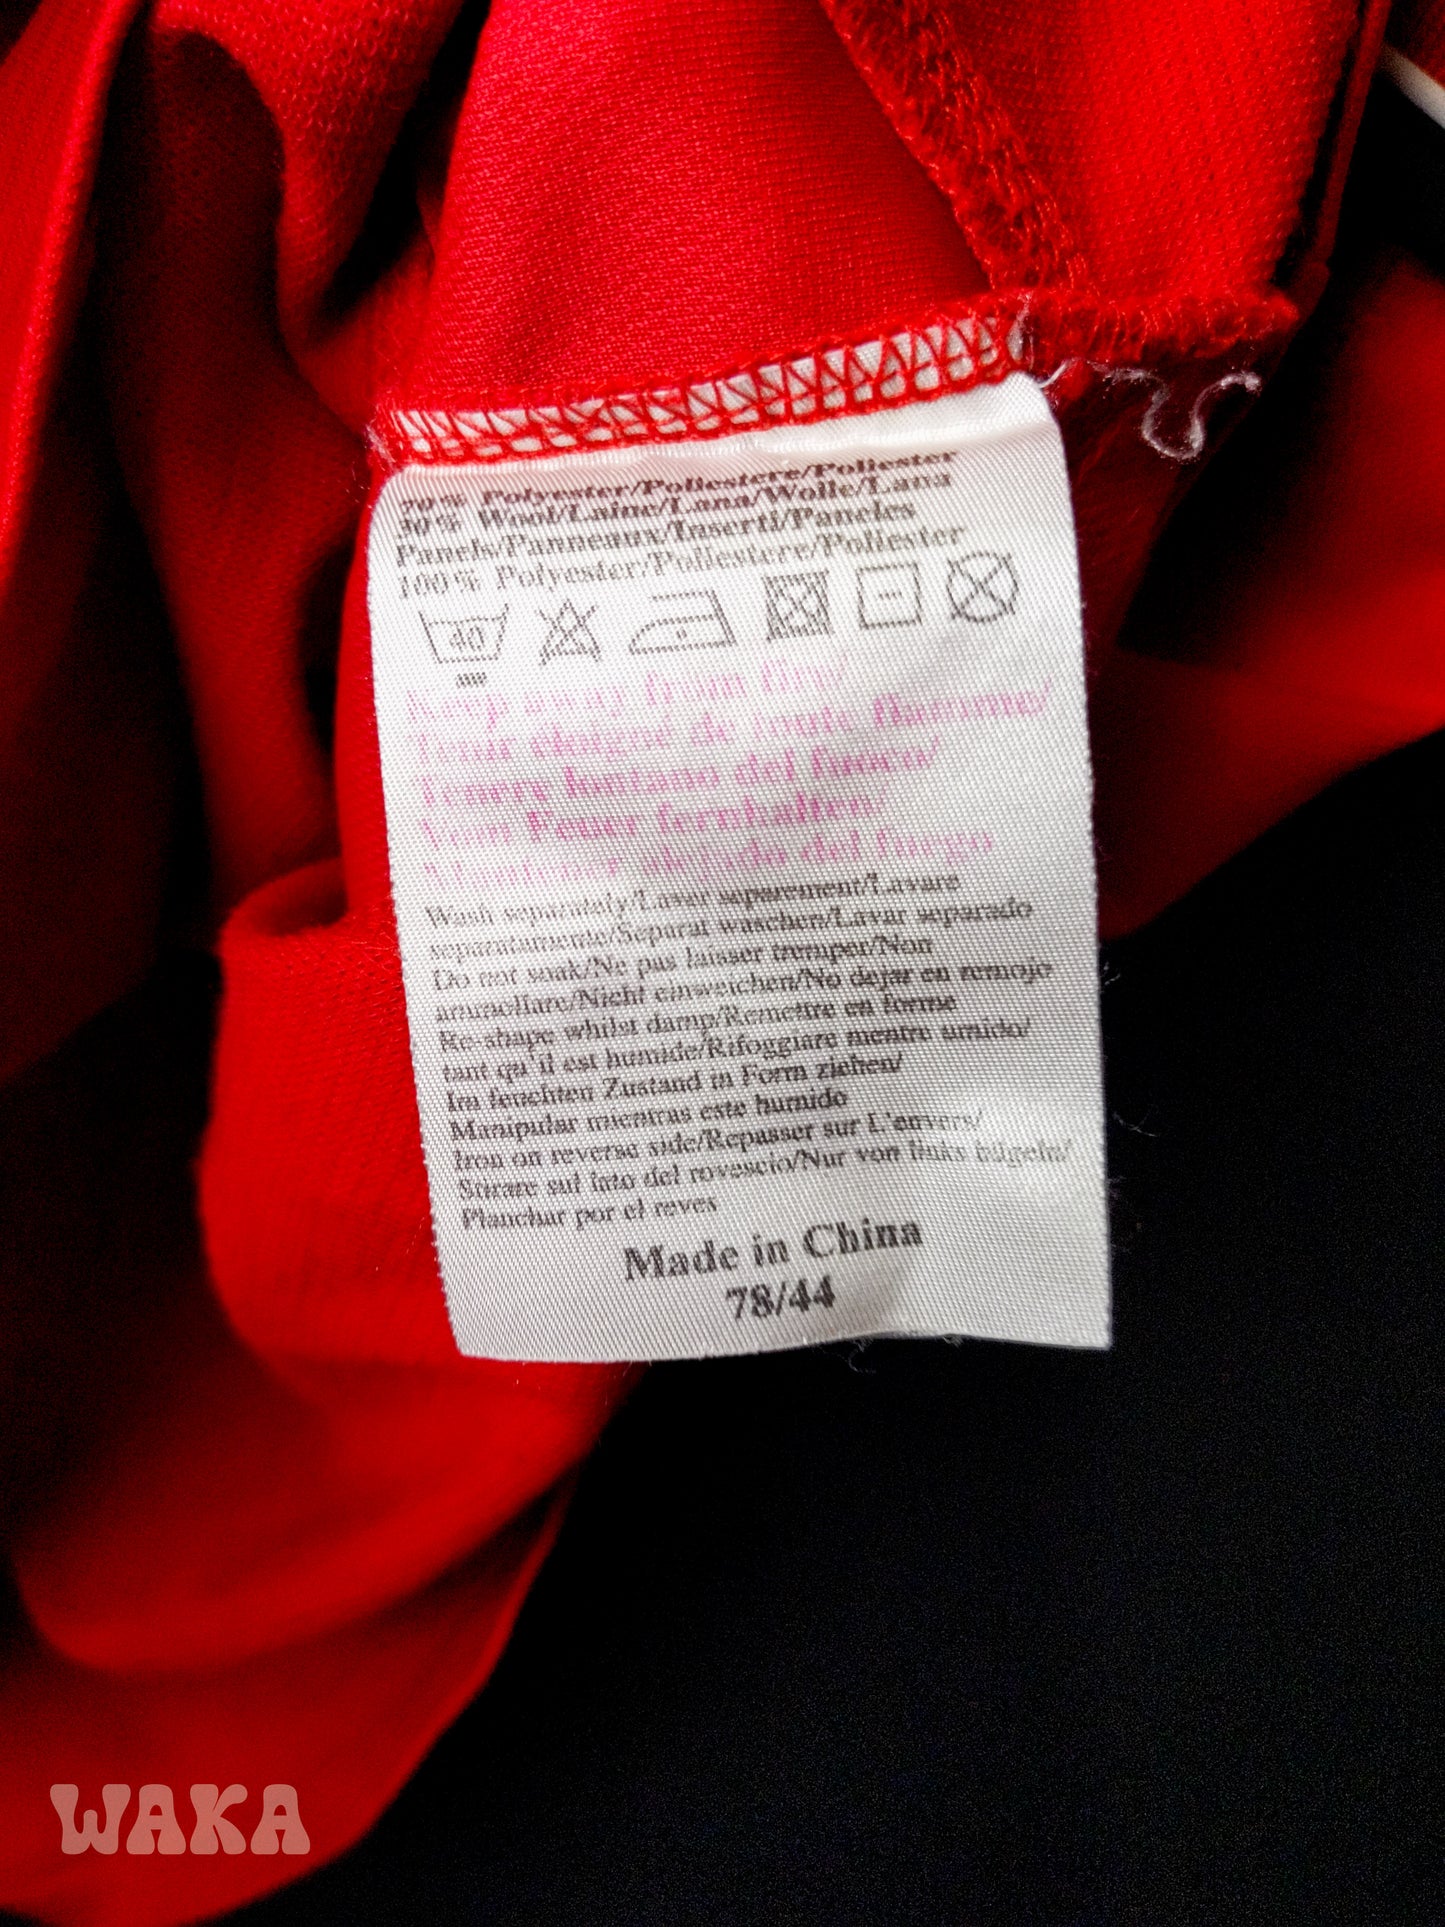 70% Polyester/Poliestere/Poliester
30% Wool/Laine/Lana/Wolle/Lana
Panels/Panneaux/Inserti/Paneles
100% Polyester/Poliestere/Poliester
40
Keep away from fire/
Tenir eloigné de toute flamme/
Tenere lontano del fuoco/
Vom Feuer fernhalten/
Mantener alejado del fuego
Wash separately/Laver separement/Lavare
separatamente/Separat waschen/Lavar separado
Do not soak/Ne pas laisser tremper/Non
ammollare/Nicht einweichen/No dejar en remojo
Re-shape whilst damp/Remettre en forme
tant qu'il est humide/Rifoggiare mentre umido/
Im feuchten Zustand in Form ziehen/
Manipular mientras este humido
Iron on reverse side/Repasser sur L'envers/
Stirare sul lato del rovescio/Nur von links bügeln/
Planchar por el reves
Made in China
78/44
WAKA